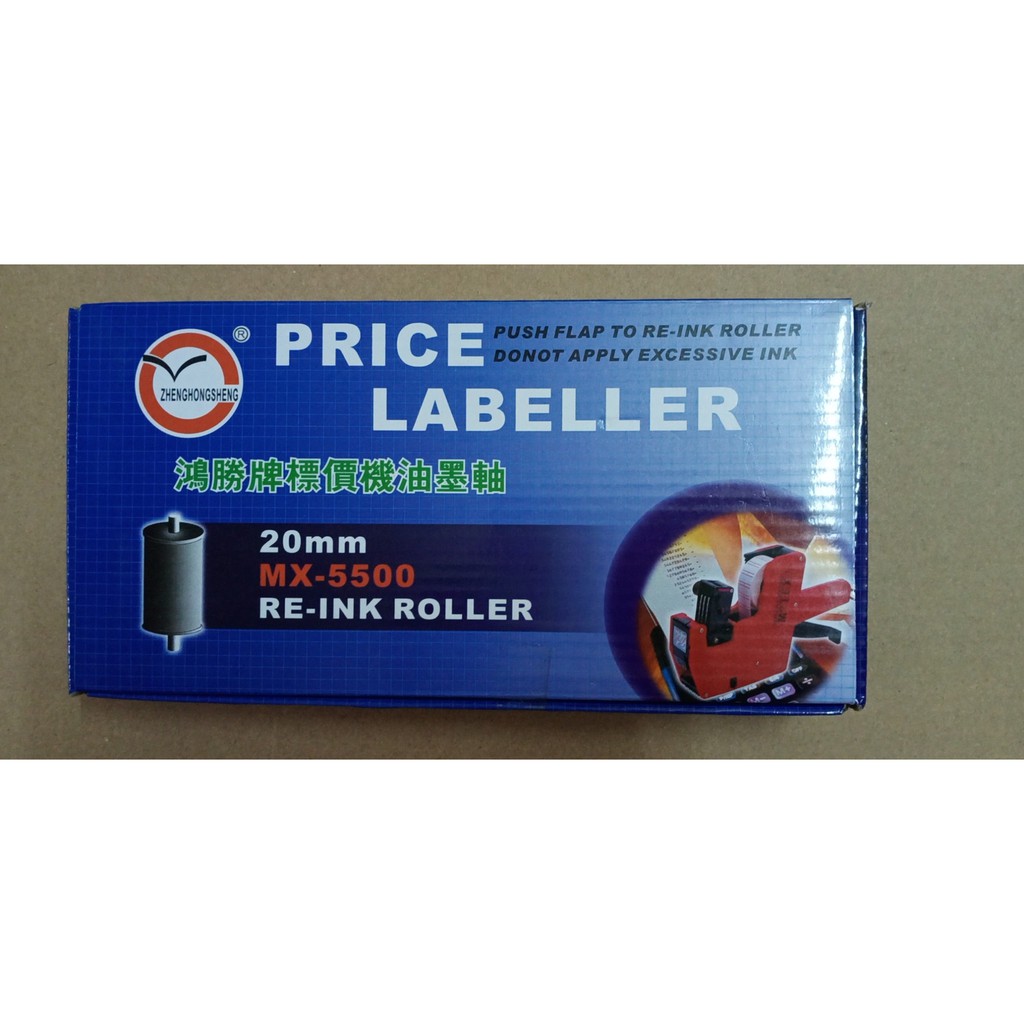 ZHENGHONGSHENG
®
PRICE
PUSH FLAP TO RE-INK ROLLER
DONOT APPLY EXCESSIVE INK
LABELLER
鴻勝牌標價機油墨軸
20mm
MX-5500
RE-INK ROLLER
OFF
M-
M+
÷